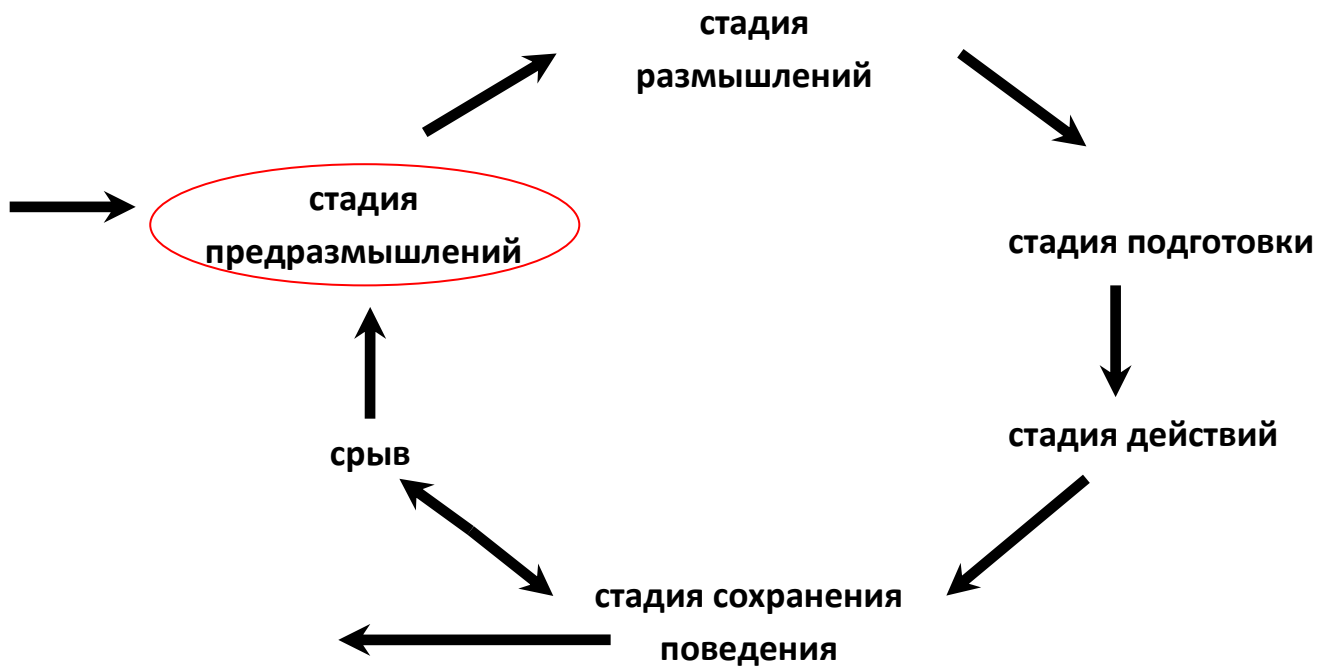 стадия
размышлений
стадия
предразмышлений
стадия подготовки
стадия действий
срыв
стадия сохранения
поведения